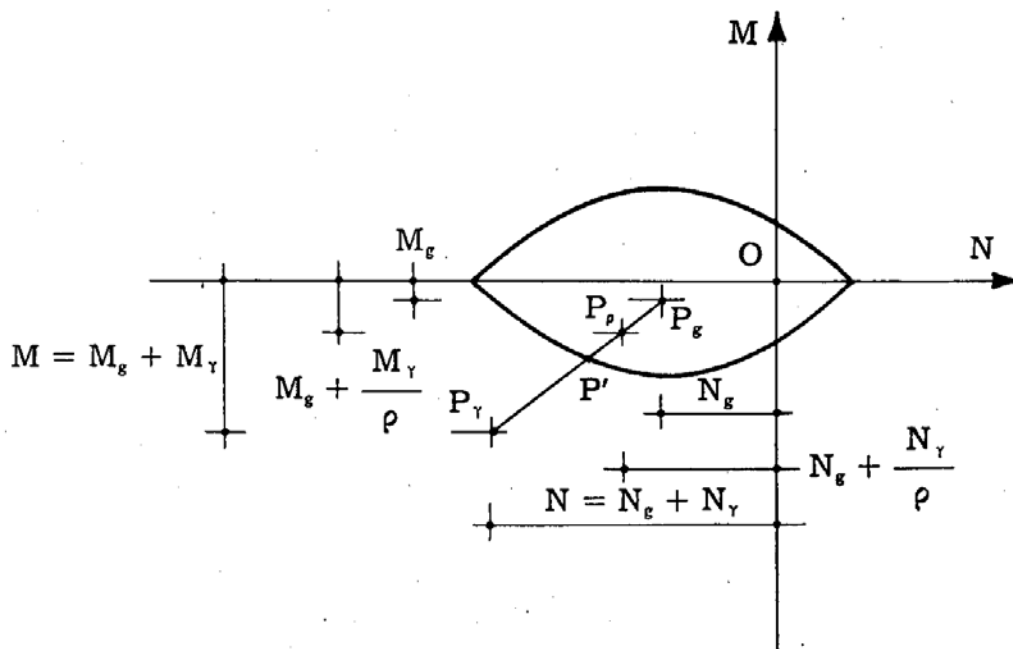 M
O
N
M_g
P_ρ
P_g
M = M_g + M_γ
M_g + M_γ/ρ
P_γ
P'
N_g
N_g + N_γ/ρ
N = N_g + N_γ